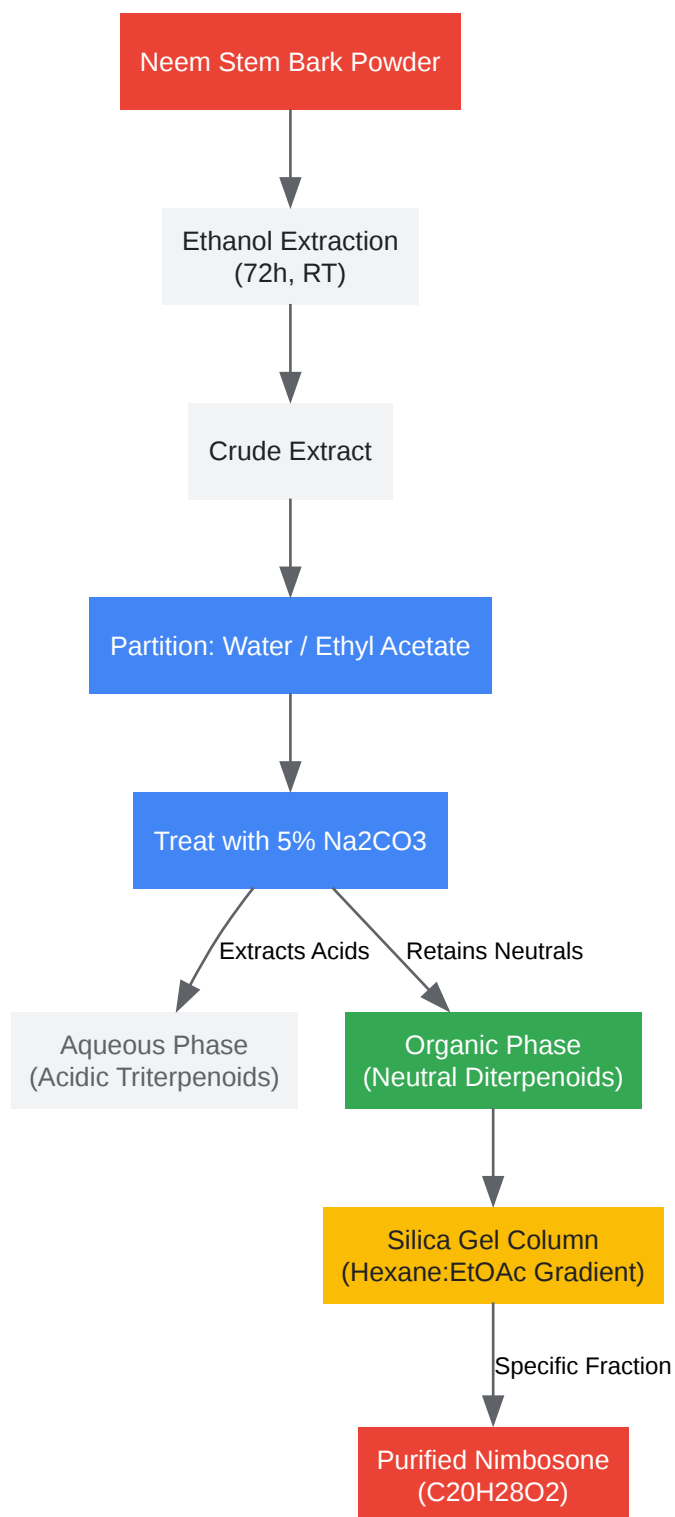 Neem Stem Bark Powder
Ethanol Extraction
(72h, RT)
Crude Extract
Partition: Water / Ethyl Acetate
Treat with 5% Na2CO3
Extracts Acids
Retains Neutrals
Aqueous Phase
(Acidic Triterpenoids)
Organic Phase
(Neutral Diterpenoids)
Silica Gel Column
(Hexane:EtOAc Gradient)
Specific Fraction
Purified Nimbosone
(C20H28O2)